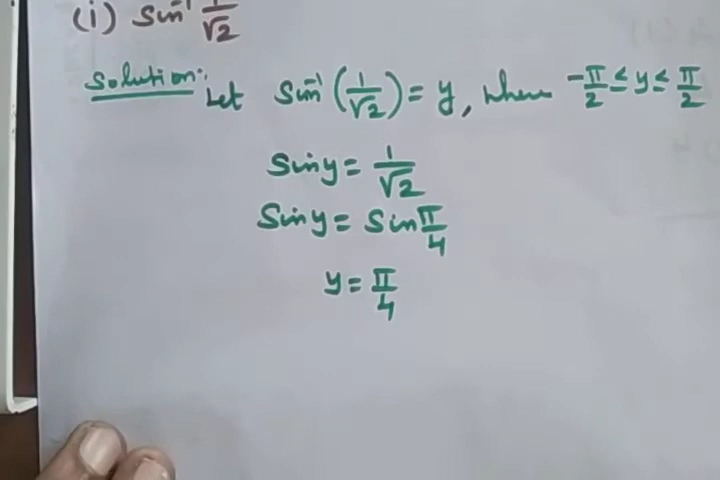 (i) Sin⁻¹ 1/√2
Solution: Let Sin⁻¹(1/√2) = y, where -π/2 ≤ y ≤ π/2
Sin y = 1/√2
Sin y = Sin π/4
y = π/4